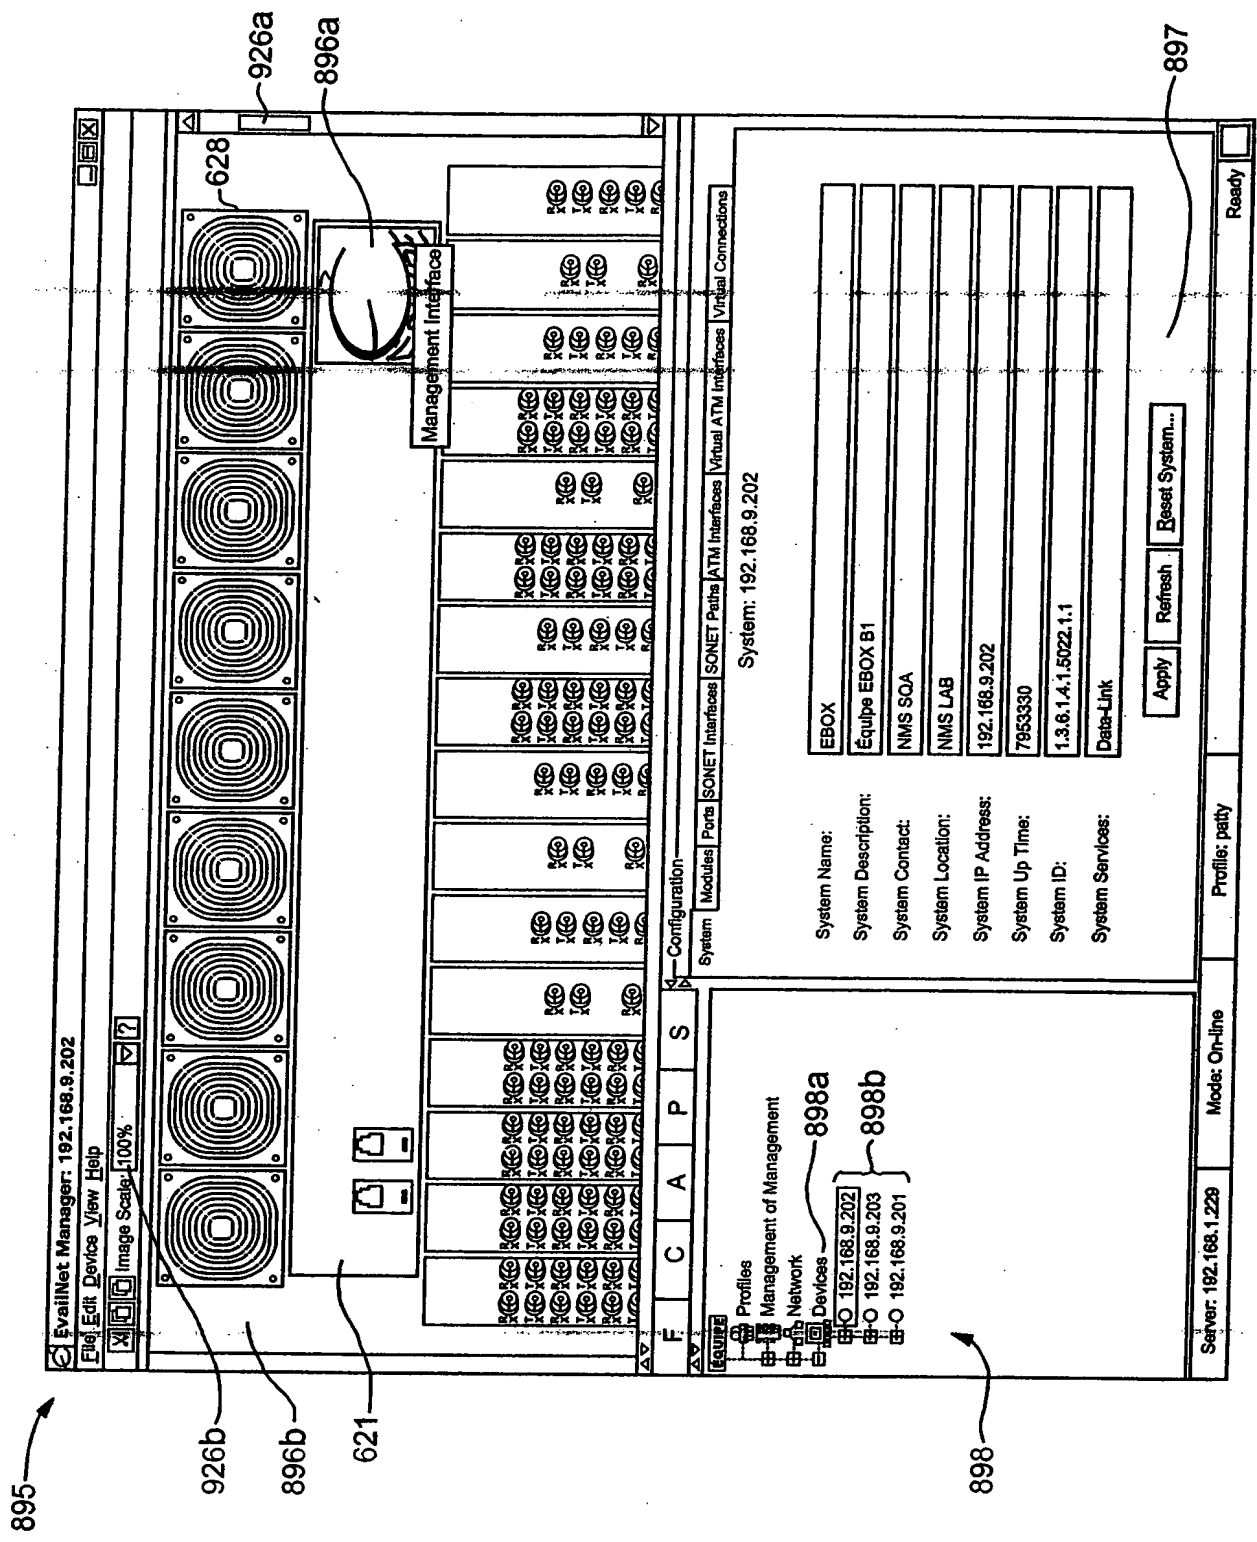 895
EvailNet Manager: 192.168.9.202
File Edit Device View Help
Image Scale: 100% ?
926b
896b
621
628
926a
896a
Management Interface
F C A P S
EQUIPE
Profiles
Management of Management
Network
Devices
192.168.9.202
192.168.9.203
192.168.9.201
898a
898b
898
Configuration
System Modules Ports SONET Interfaces SONET Paths ATM Interfaces Virtual ATM Interfaces Virtual Connections
System: 192.168.9.202
System Name: EBOX
System Description: Équipe EBOX B1
System Contact: NMS SQA
System Location: NMS LAB
System IP Address: 192.168.9.202
System Up Time: 7953330
System ID: 1.3.6.1.4.1.5022.1.1
System Services: Data-Link
Apply Refresh Reset System...
897
Server: 192.168.1.229 Mode: On-line Profile: patty Ready